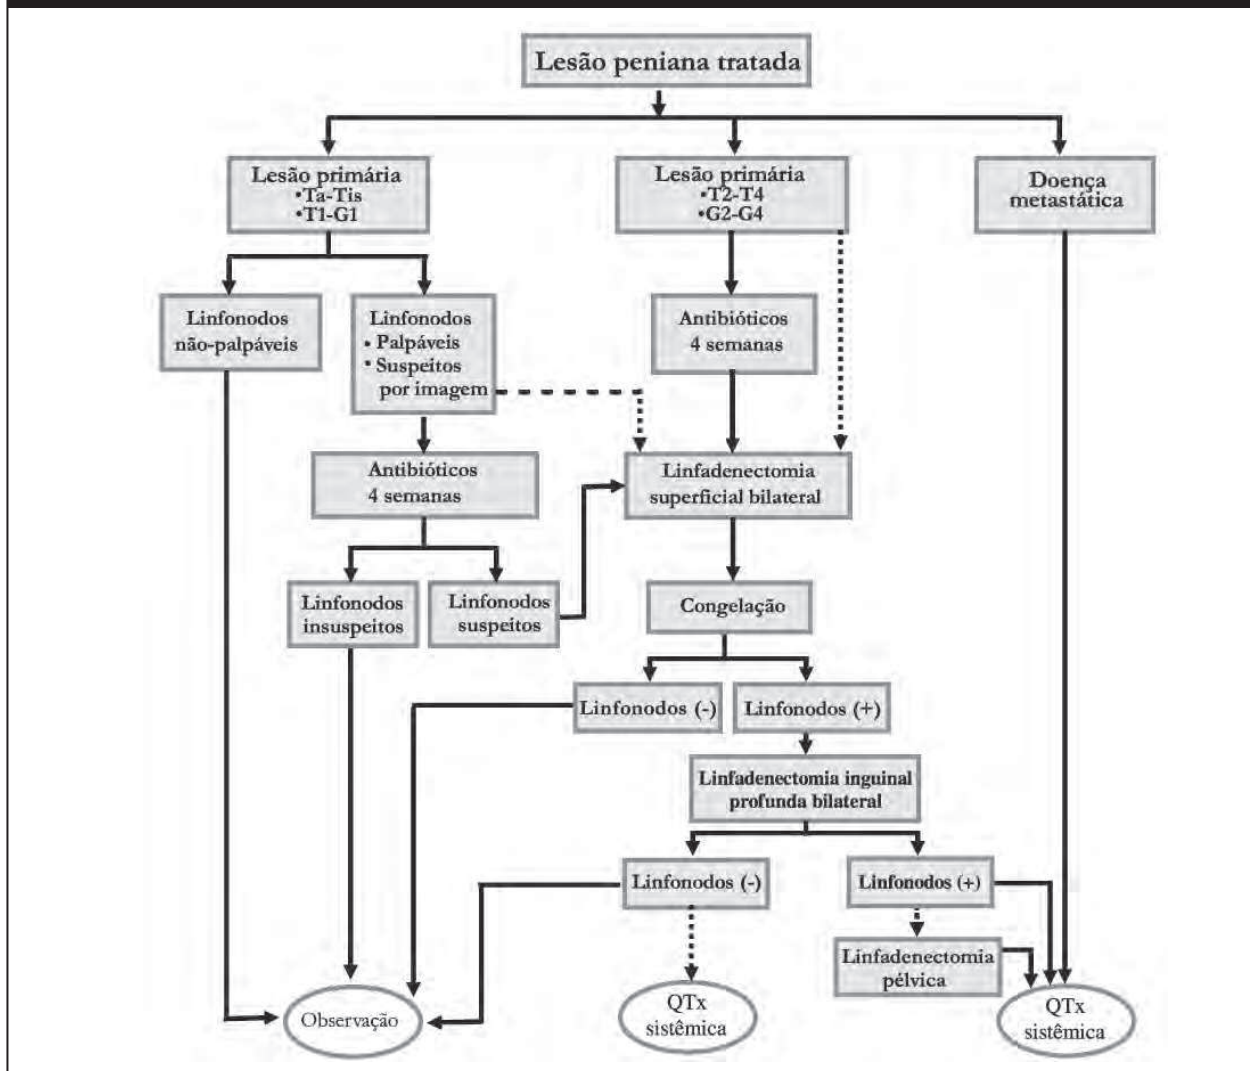 Lesão peniana tratada
Lesão primária
•Ta-Tis
•T1-G1
Lesão primária
•T2-T4
•G2-G4
Doença
metastática
Linfonodos
não-palpáveis
Linfonodos
• Palpáveis
• Suspeitos
por imagem
Antibióticos
4 semanas
Antibióticos
4 semanas
Linfadenectomia
superficial bilateral
Linfonodos
insuspeitos
Linfonodos
suspeitos
Congelação
Linfonodos (-)
Linfonodos (+)
Linfadenectomia inguinal
profunda bilateral
Linfonodos (-)
Linfonodos (+)
Linfadenectomia
pélvica
Observação
QTx
sistêmica
QTx
sistêmica